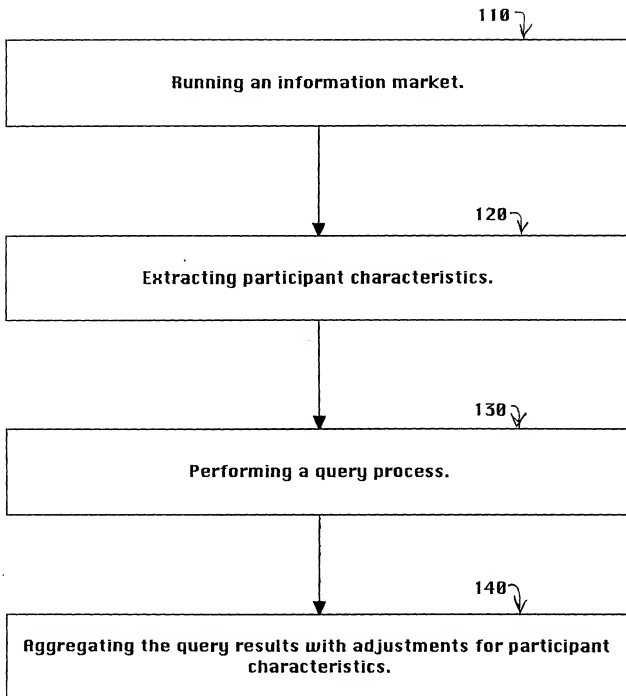 110
Running an information market.
120
Extracting participant characteristics.
130
Performing a query process.
140
Aggregating the query results with adjustments for participant
characteristics.